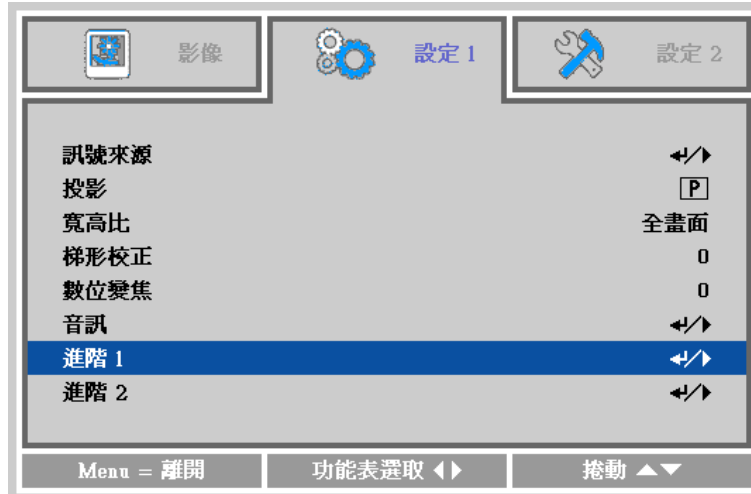 影像 設定 1 設定 2
訊號來源 ↵/▶
投影 P
寬高比 全畫面
梯形校正 0
數位變焦 0
音訊 ↵/▶
進階 1 ↵/▶
進階 2 ↵/▶
Menu = 離開 功能表選取 ◀▶ 捲動 ▲▼